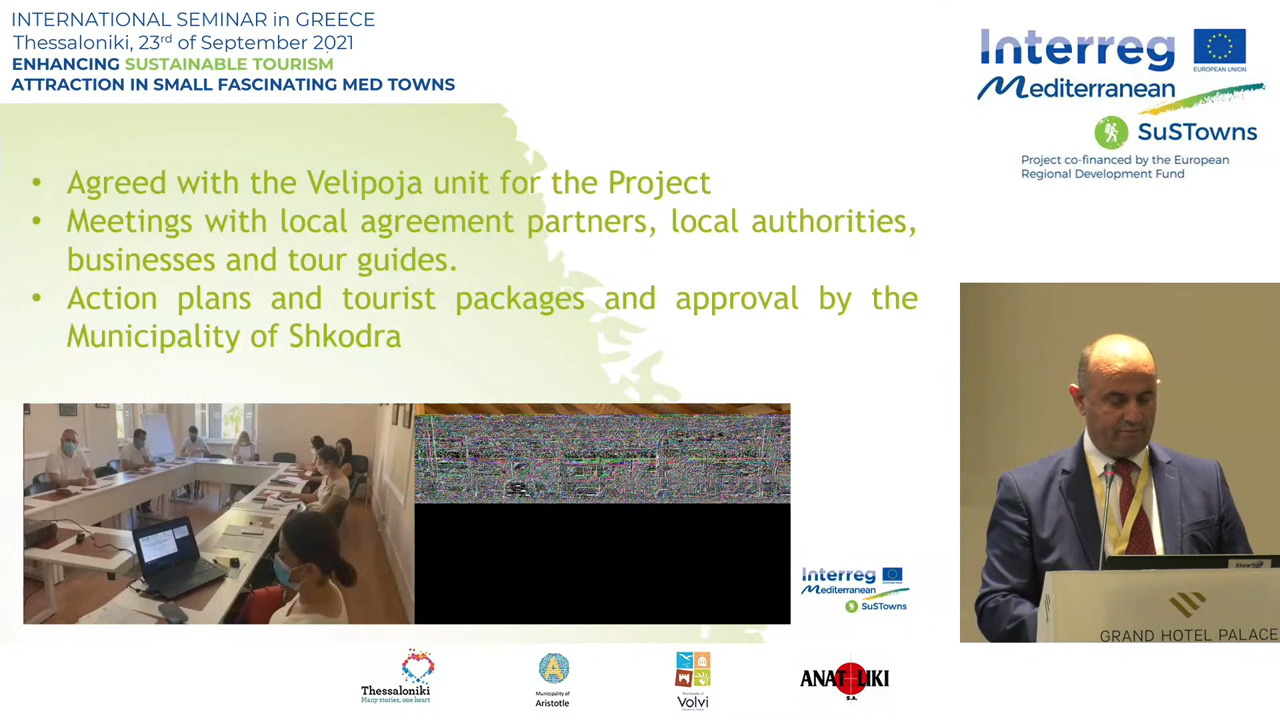 INTERNATIONAL SEMINAR in GREECE
Thessaloniki, 23rd of September 2021
ENHANCING SUSTAINABLE TOURISM
ATTRACTION IN SMALL FASCINATING MED TOWNS
Interreg
EUROPEAN UNION
Mediterranean
SuSTowns
Project co-financed by the European
Regional Development Fund
• Agreed with the Velipoja unit for the Project
• Meetings with local agreement partners, local authorities,
businesses and tour guides.
• Action plans and tourist packages and approval by the
Municipality of Shkodra
Interreg
Mediterranean
SuSTowns
GRAND HOTEL PALACE
Thessaloniki
Many stories, one heart
Municipality of
Aristotle
Volvi
ANATOLIKI
S.A.